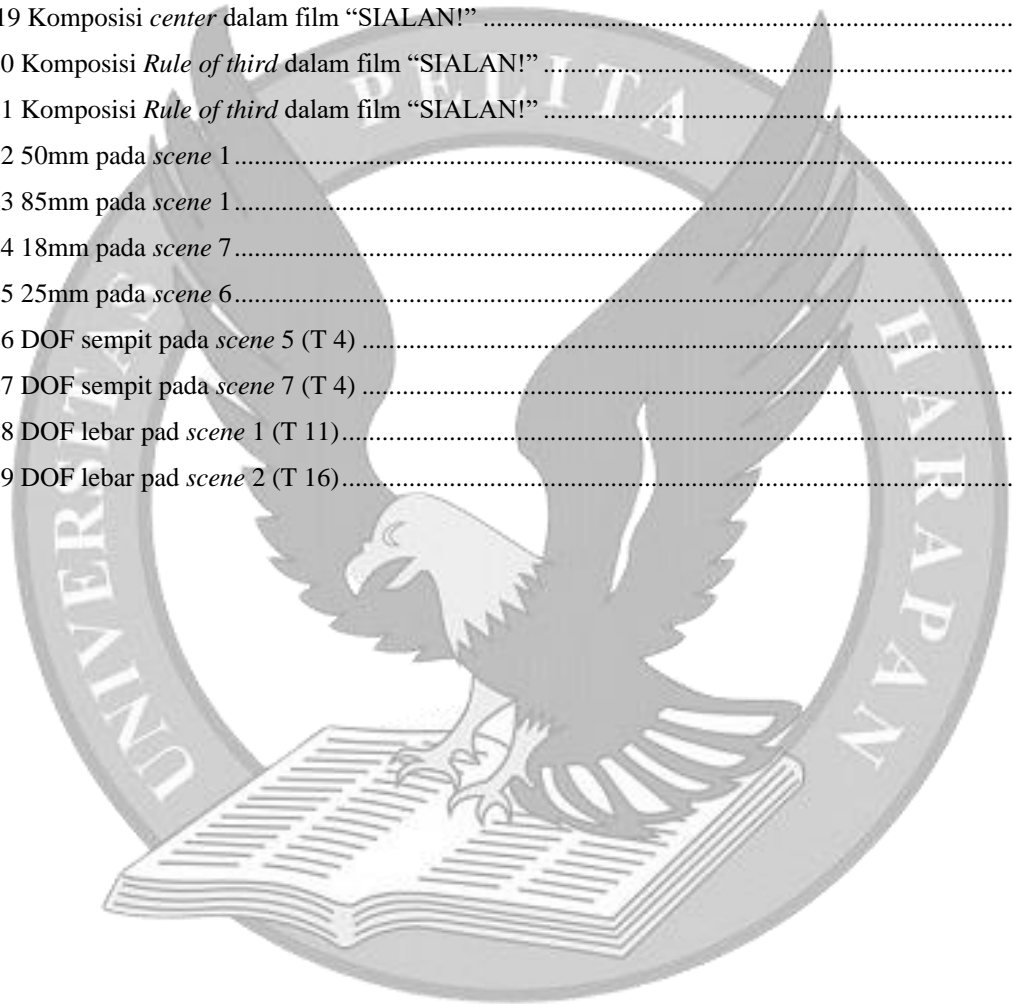 19 Komposisi center dalam film “SIALAN!”
0 Komposisi Rule of third dalam film “SIALAN!”
1 Komposisi Rule of third dalam film “SIALAN!”
2 50mm pada scene 1
3 85mm pada scene 1
4 18mm pada scene 7
5 25mm pada scene 6
6 DOF sempit pada scene 5 (T 4)
7 DOF sempit pada scene 7 (T 4)
8 DOF lebar pad scene 1 (T 11)
9 DOF lebar pad scene 2 (T 16)
UNIVERSITAS PELITA HARAPAN